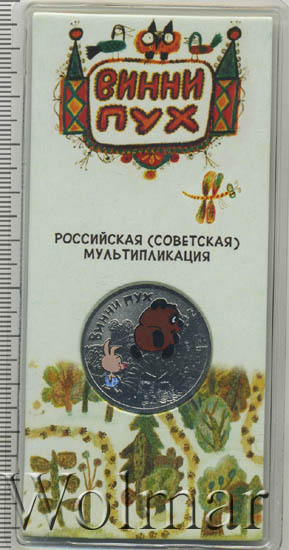 ВИННИ
ПУХ
РОССИЙСКАЯ (СОВЕТСКАЯ)
МУЛЬТИПЛИКАЦИЯ
ВИННИ ПУХ
Wolmar